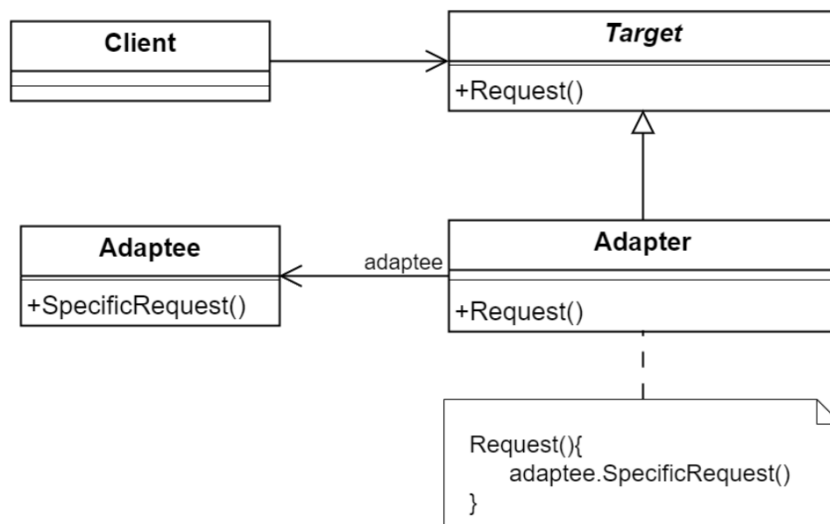 Client
Target
+Request()
Adaptee
+SpecificRequest()
adaptee
Adapter
+Request()
Request(){
adaptee.SpecificRequest()
}